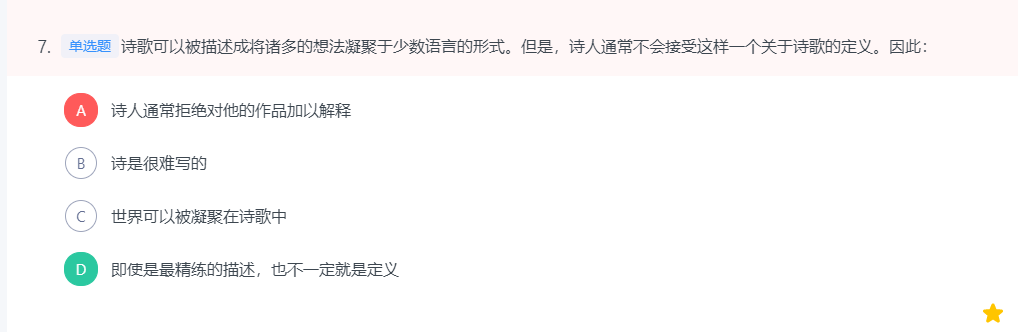 7. 单选题 诗歌可以被描述成将诸多的想法凝聚于少数语言的形式。但是，诗人通常不会接受这样一个关于诗歌的定义。因此：
A 诗人通常拒绝对他的作品加以解释
B 诗是很难写的
C 世界可以被凝聚在诗歌中
D 即使是最精练的描述，也不一定就是定义